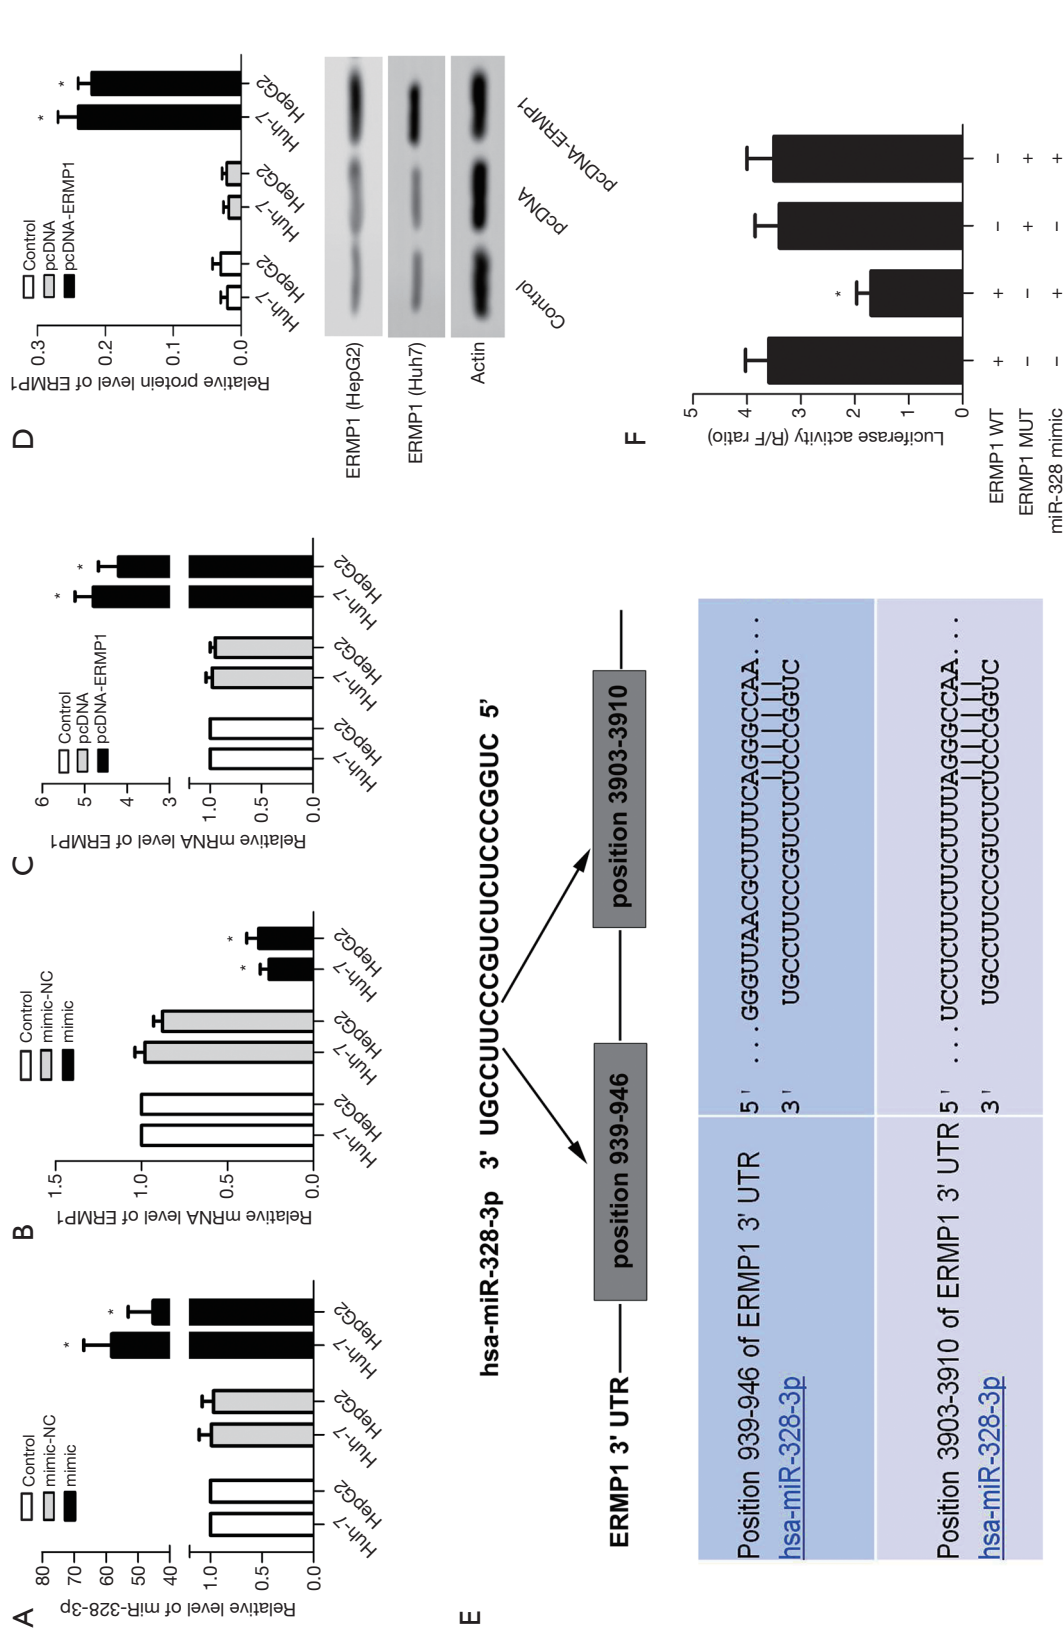 A
Relative level of miR-328-3p
80
70
60
50
40
1.0
0.5
0.0
Control
mimic-NC
mimic
*
*
Huh-7 HepG2 Huh-7 HepG2 Huh-7 HepG2
B
Relative mRNA level of ERMP1
1.5
1.0
0.5
0.0
Control
mimic-NC
mimic
*
*
Huh-7 HepG2 Huh-7 HepG2 Huh-7 HepG2
C
Relative mRNA level of ERMP1
6
5
4
3
1.0
0.5
0.0
Control
pcDNA
pcDNA-ERMP1
*
*
Huh-7 HepG2 Huh-7 HepG2 Huh-7 HepG2
D
Relative protein level of ERMP1
0.3
0.2
0.1
0.0
Control
pcDNA
pcDNA-ERMP1
*
*
Huh-7 HepG2 Huh-7 HepG2 Huh-7 HepG2
ERMP1 (HepG2)
ERMP1 (Huh7)
Actin
Control pcDNA pcDNA-ERMP1
E
hsa-miR-328-3p 3' UGCCUUCCCGUCUCUCCCGGUC 5’
ERMP1 3' UTR position 939-946 position 3903-3910
Position 939-946 of ERMP1 3' UTR 5' ...GGGUUAACGCUUUUCAGGGCCAA...
hsa-miR-328-3p 3' UGCCUUCCCGUCUCUCCCGGUC
Position 3903-3910 of ERMP1 3' UTR 5' ...UCCUCUUCUUCUUUUAGGGCCAA...
hsa-miR-328-3p 3' UGCCUUCCCGUCUCUCCCGGUC
F
Luciferase activity (R/F ratio)
5
4
3
2
1
0
*
ERMP1 WT + + − −
ERMP1 MUT − − + +
miR-328 mimic − + − +